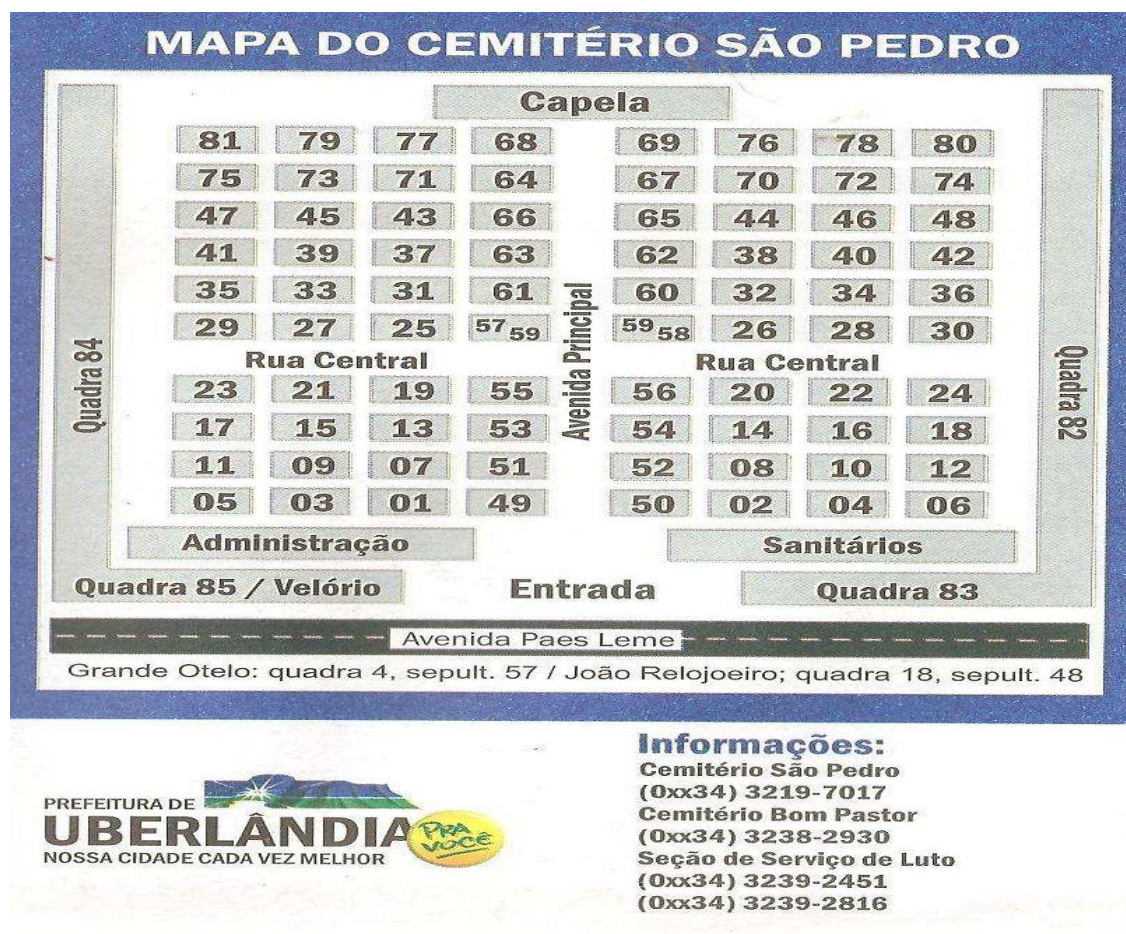 MAPA DO CEMITÉRIO SÃO PEDRO
Capela
81 79 77 68 69 76 78 80
75 73 71 64 67 70 72 74
47 45 43 66 65 44 46 48
41 39 37 63 62 38 40 42
35 33 31 61 60 32 34 36
29 27 25 57 59 59 58 26 28 30
Quadra 84
Rua Central
Avenida Principal
Rua Central
Quadra 82
23 21 19 55 56 20 22 24
17 15 13 53 54 14 16 18
11 09 07 51 52 08 10 12
05 03 01 49 50 02 04 06
Administração
Sanitários
Quadra 85 / Velório
Entrada
Quadra 83
Avenida Paes Leme
Grande Otelo: quadra 4, sepult. 57 / João Relojoeiro; quadra 18, sepult. 48
PREFEITURA DE
UBERLÂNDIA
NOSSA CIDADE CADA VEZ MELHOR
PRA
VOCÊ
Informações:
Cemitério São Pedro
(0xx34) 3219-7017
Cemitério Bom Pastor
(0xx34) 3238-2930
Seção de Serviço de Luto
(0xx34) 3239-2451
(0xx34) 3239-2816